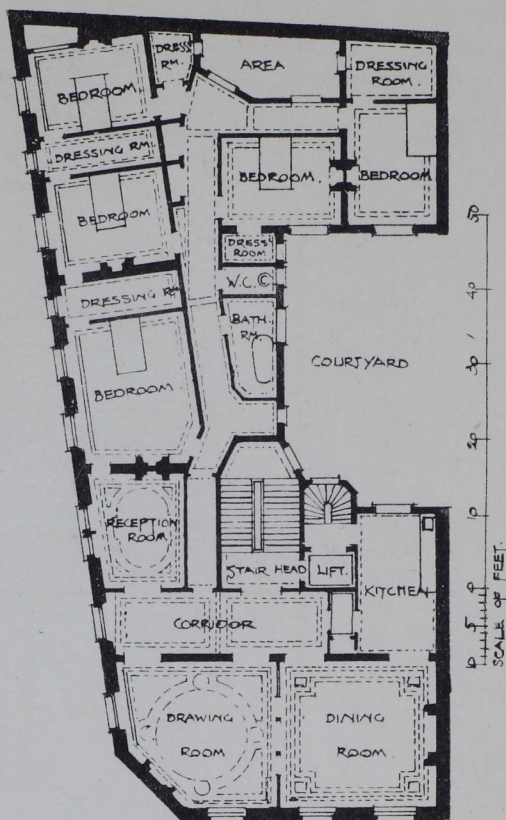 DRESS
RM.
AREA
DRESSING
ROOM.
BEDROOM
DRESSING RM.
BEDROOM.
BEDROOM
BEDROOM
DRESS
ROOM.
W.C.
DRESSING RM
BATH
RM.
COURTYARD
BEDROOM
RECEPTION
ROOM
STAIR HEAD
LIFT.
KITCHEN
CORRIDOR
DRAWING
ROOM
DINING
ROOM.
50
40
30
20
10
0
5
10
SCALE OF FEET.